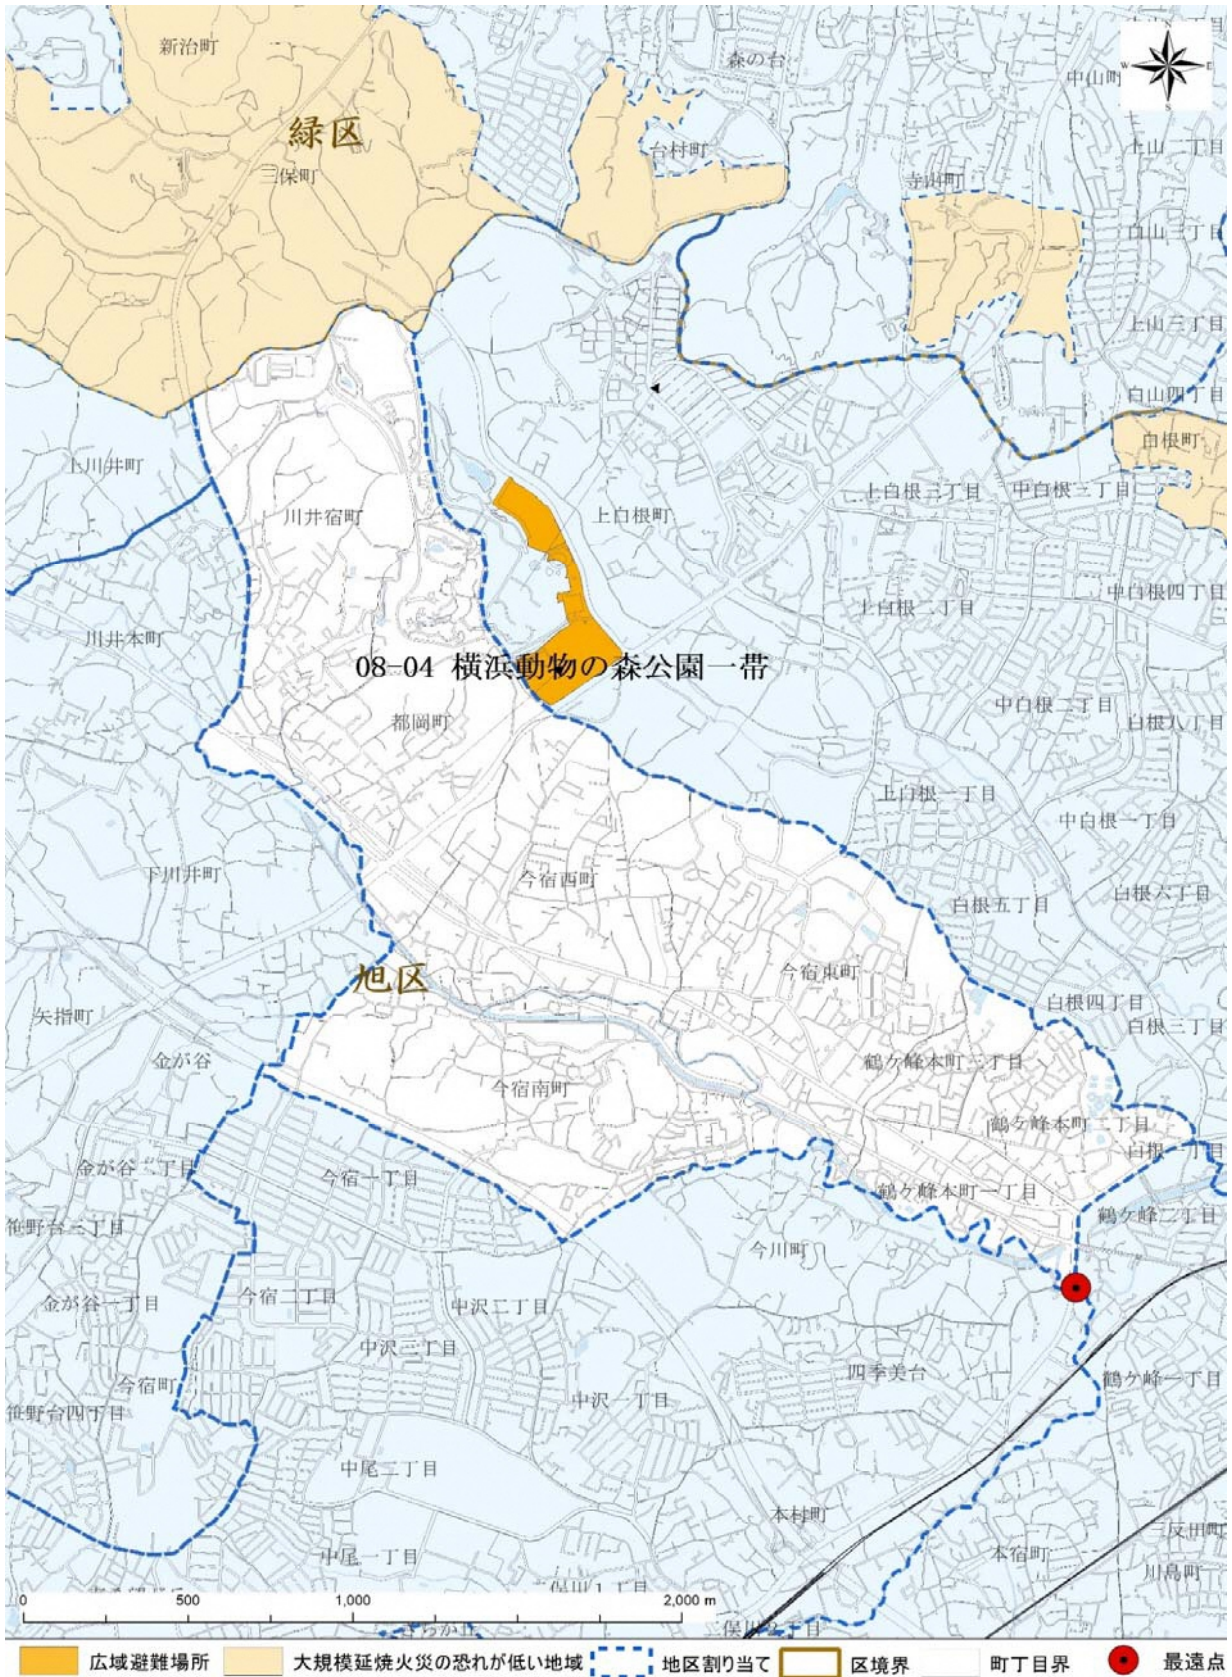 新治町
森の台
N
W
E
S
中山町
緑区
三保町
台村町
上山二丁目
寺山町
白山三丁目
上山三丁目
白山四丁目
白根町
上川井町
川井宿町
上白根町
上白根三丁目
中白根三丁目
中白根四丁目
上白根二丁目
川井本町
08-04 横浜動物の森公園一帯
都岡町
中白根二丁目
白根八丁目
上白根一丁目
中白根一丁目
下川井町
今宿西町
白根六丁目
白根五丁目
旭区
今宿東町
矢指町
白根四丁目
白根三丁目
金が谷
鶴ケ峰本町三丁目
今宿南町
鶴ケ峰本町二丁目
白根一丁目
金が谷二丁目
今宿一丁目
鶴ケ峰本町一丁目
鶴ケ峰二丁目
笹野台三丁目
今川町
金が谷一丁目
今宿二丁目
中沢二丁目
中沢三丁目
四季美台
鶴ケ峰一丁目
今宿町
中沢一丁目
笹野台四丁目
中尾二丁目
本村町
三反田町
中尾一丁目
本宿町
川島町
0 500 1,000 2,000 m
広域避難場所 大規模延焼火災の恐れが低い地域 地区割り当て 区境界 町丁目界 最遠点